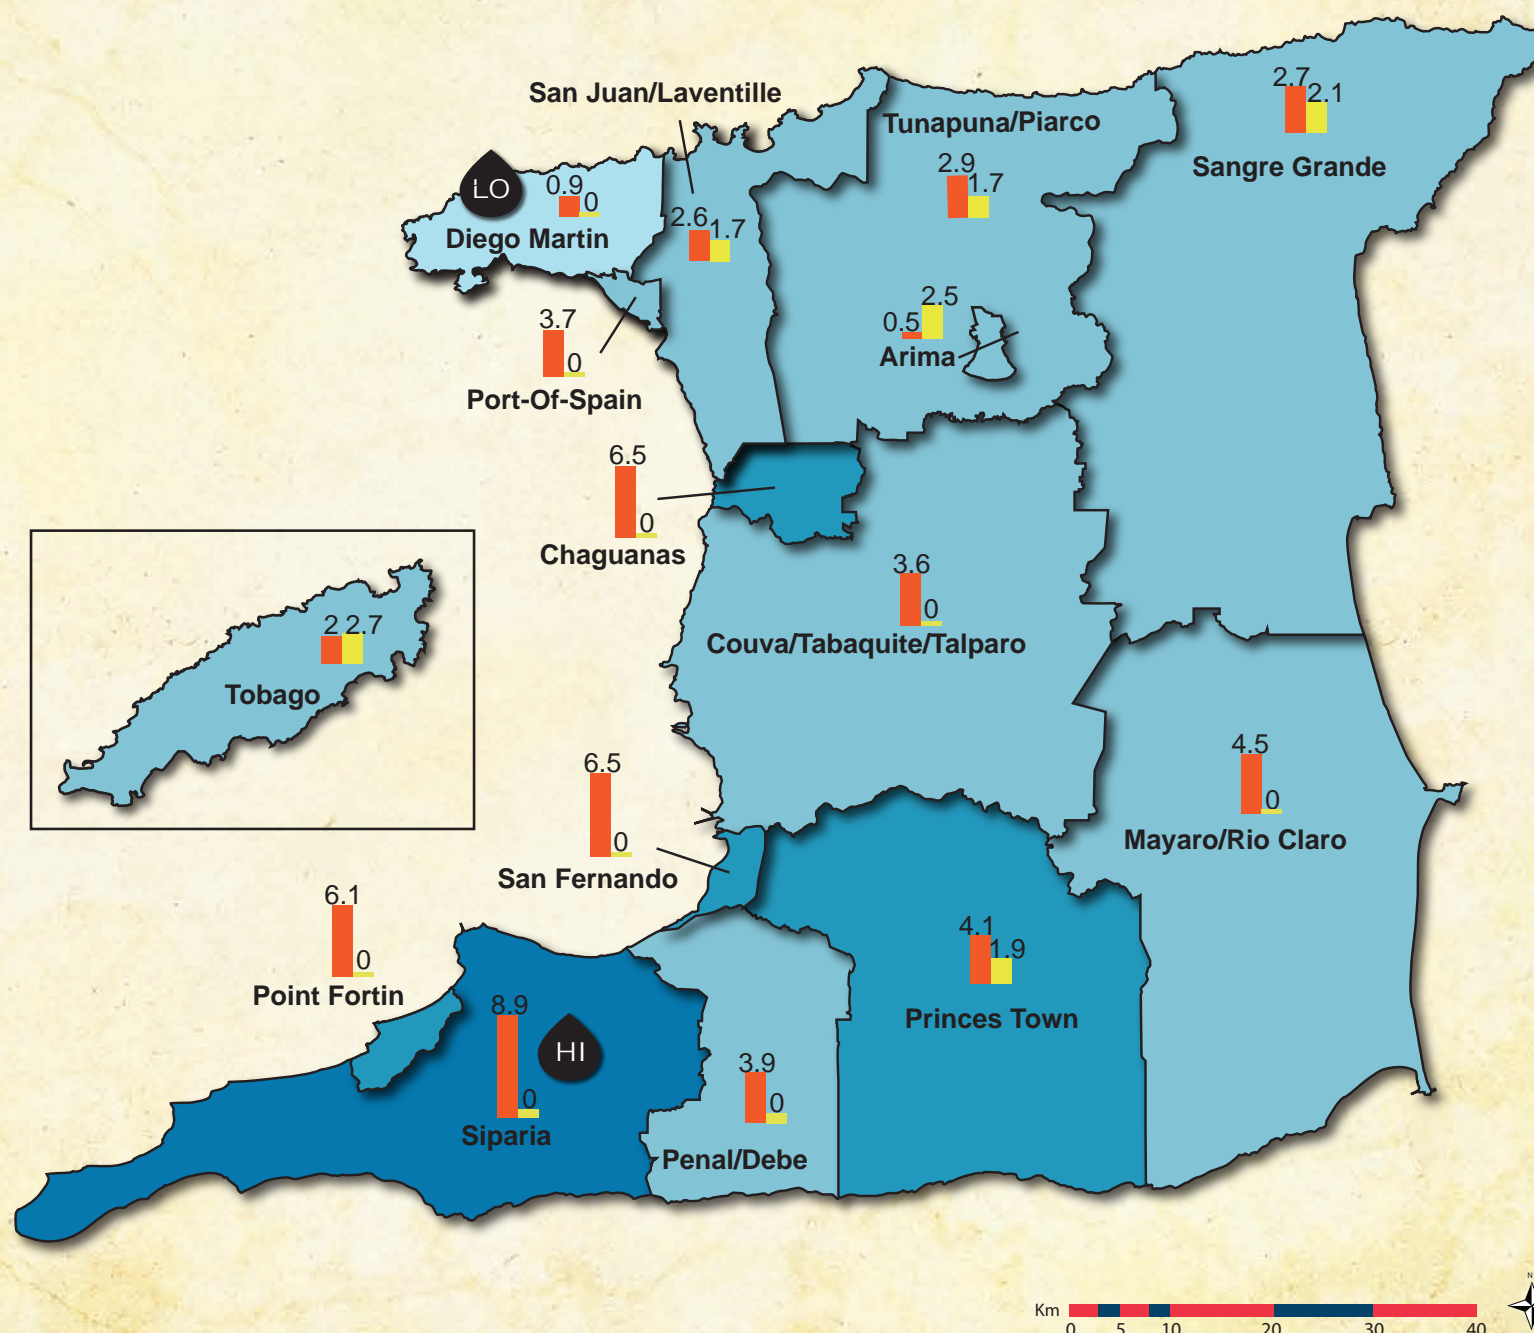 San Juan/Laventille
2.7
2.1
Sangre Grande
Tunapuna/Piarco
2.9
1.7
LO
0.9
0
Diego Martin
2.6
1.7
2.5
0.5
Arima
3.7
0
Port-Of-Spain
6.5
0
Chaguanas
3.6
0
Couva/Tabaquite/Talparo
2
2.7
Tobago
6.5
0
San Fernando
4.5
0
Mayaro/Rio Claro
6.1
0
Point Fortin
4.1
1.9
Princes Town
8.9
0
HI
Siparia
3.9
0
Penal/Debe
Km
0 5 10 20 30 40
N